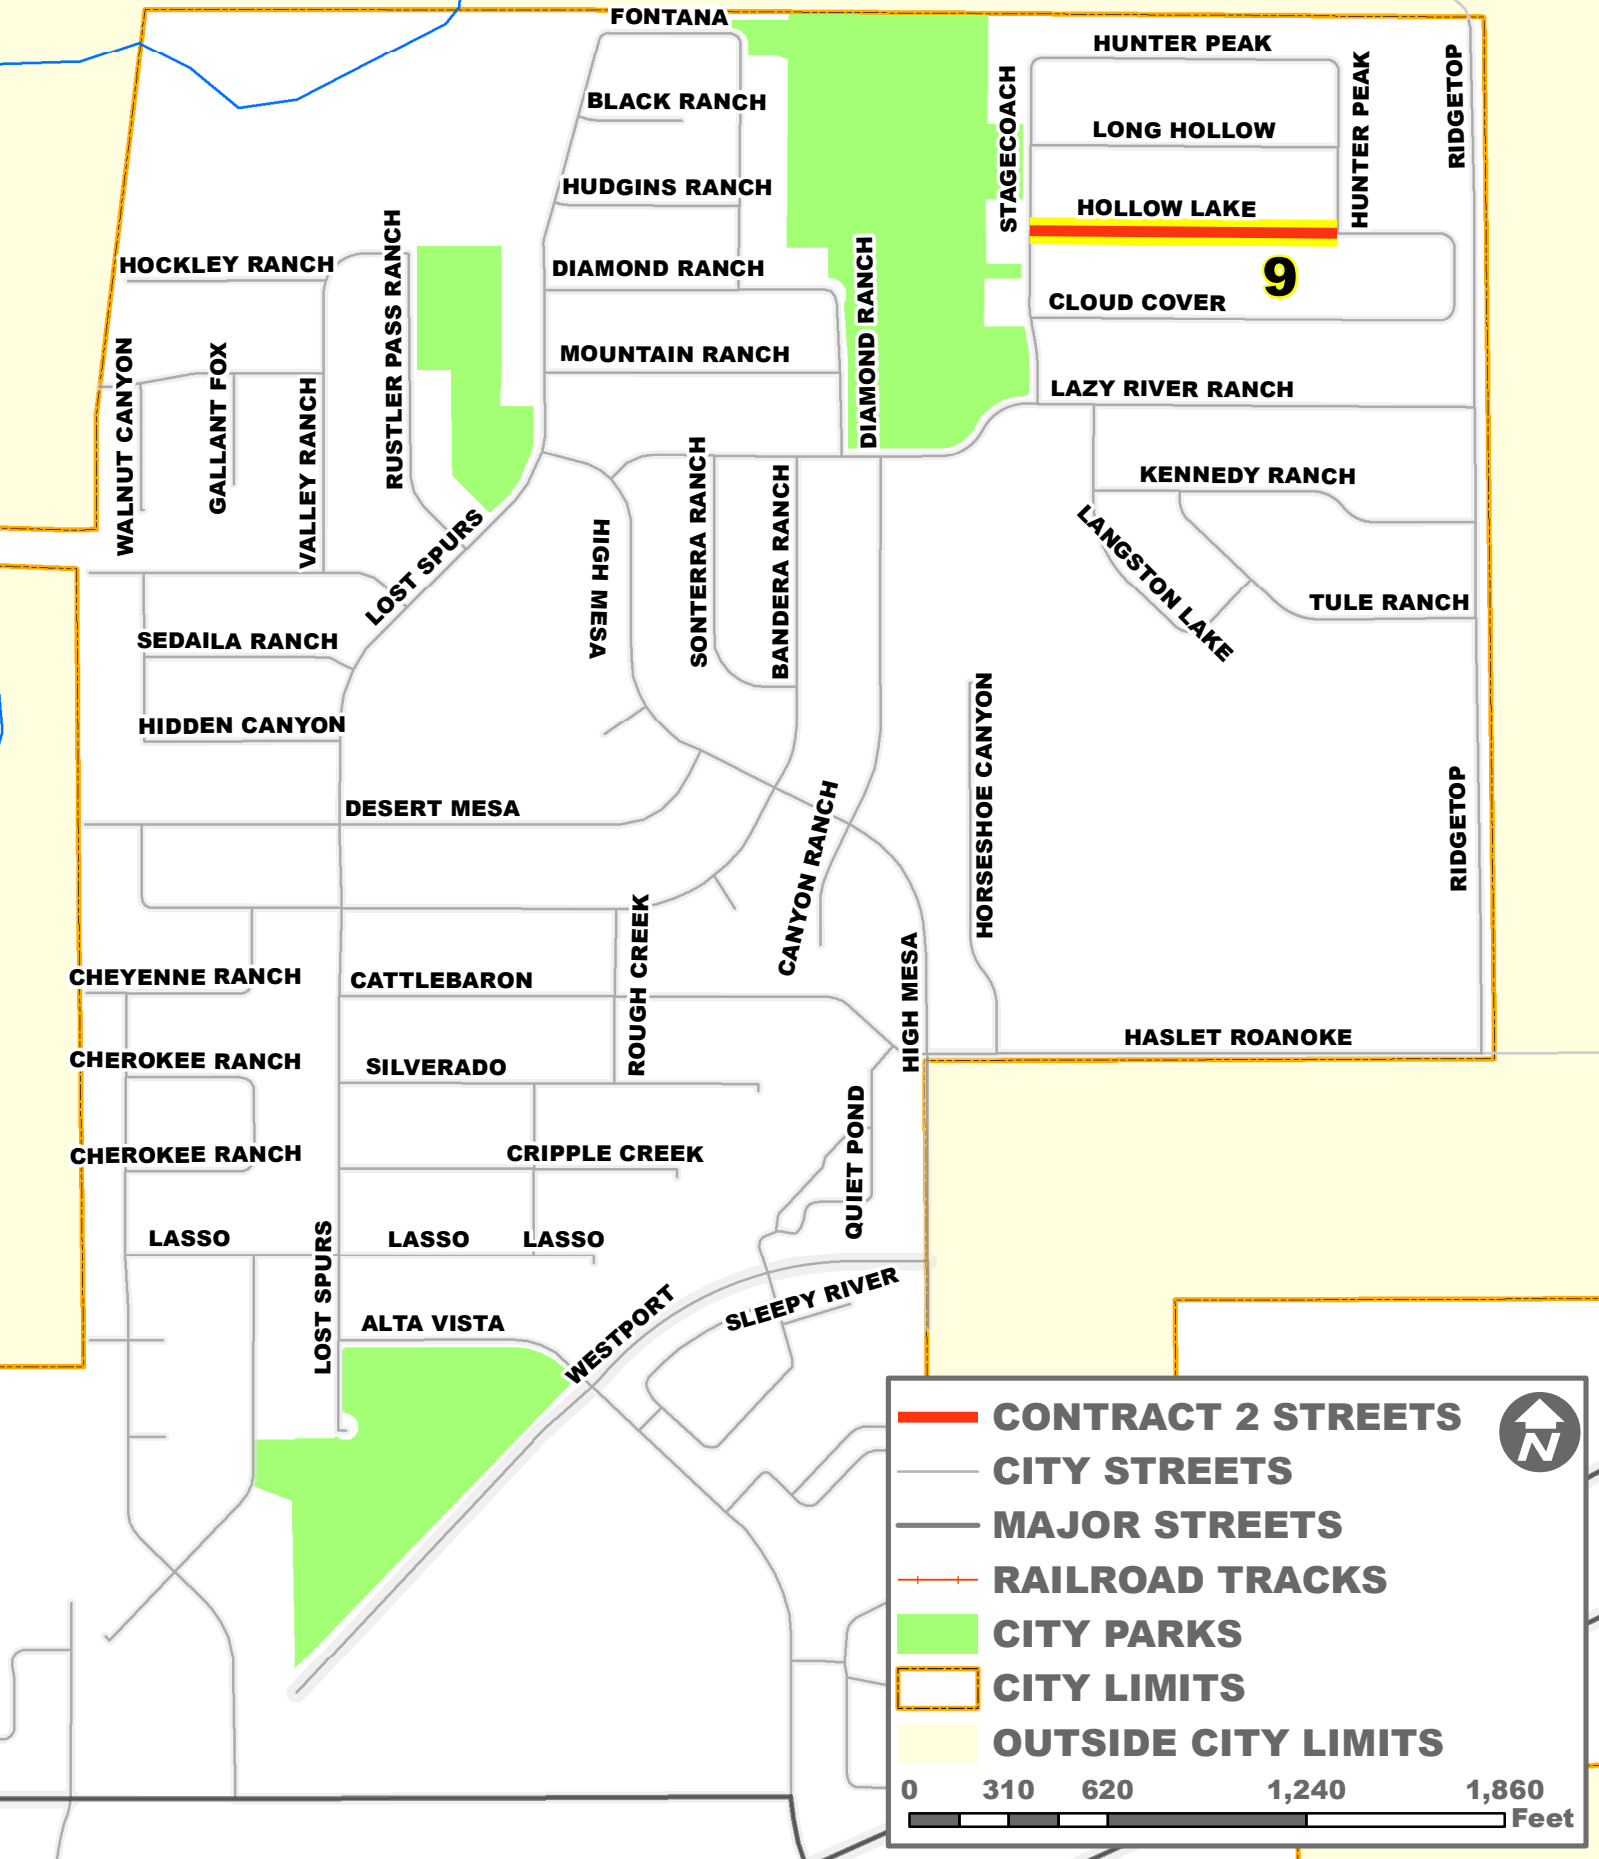 FONTANA
HUNTER PEAK
BLACK RANCH
STAGECOACH
LONG HOLLOW
HUNTER PEAK
RIDGETOP
HUDGINS RANCH
HOLLOW LAKE
HOCKLEY RANCH
RUSTLER PASS RANCH
DIAMOND RANCH
DIAMOND RANCH
9
CLOUD COVER
MOUNTAIN RANCH
LAZY RIVER RANCH
WALNUT CANYON
GALLANT FOX
VALLEY RANCH
KENNEDY RANCH
LOST SPURS
HIGH MESA
SONTERRA RANCH
BANDERA RANCH
LANGSTON LAKE
TULE RANCH
SEDAILA RANCH
HIDDEN CANYON
HORSESHOE CANYON
DESERT MESA
CANYON RANCH
RIDGETOP
CHEYENNE RANCH
CATTLEBARON
ROUGH CREEK
HIGH MESA
HASLET ROANOKE
CHEROKEE RANCH
SILVERADO
QUIET POND
CHEROKEE RANCH
CRIPPLE CREEK
LASSO
LOST SPURS
LASSO
LASSO
SLEEPY RIVER
ALTA VISTA
WESTPORT
CONTRACT 2 STREETS
N
CITY STREETS
MAJOR STREETS
RAILROAD TRACKS
CITY PARKS
CITY LIMITS
OUTSIDE CITY LIMITS
0 310 620 1,240 1,860
Feet